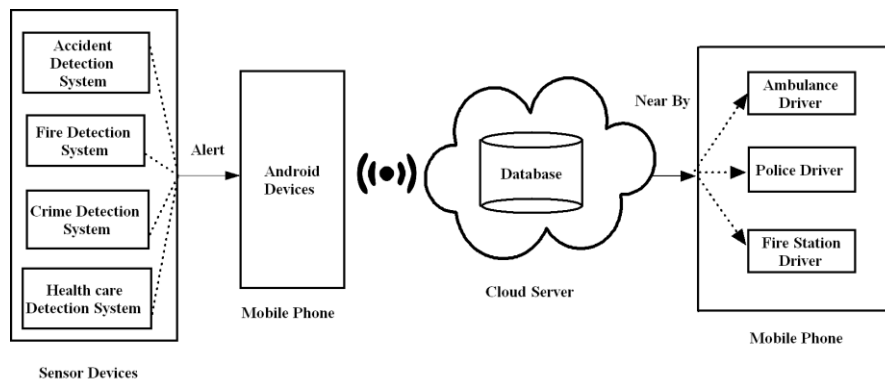 Accident
Detection
System
Fire Detection
System
Crime Detection
System
Health care
Detection System
Sensor Devices
Alert
Android
Devices
Mobile Phone
Database
Cloud Server
Near By
Ambulance
Driver
Police Driver
Fire Station
Driver
Mobile Phone